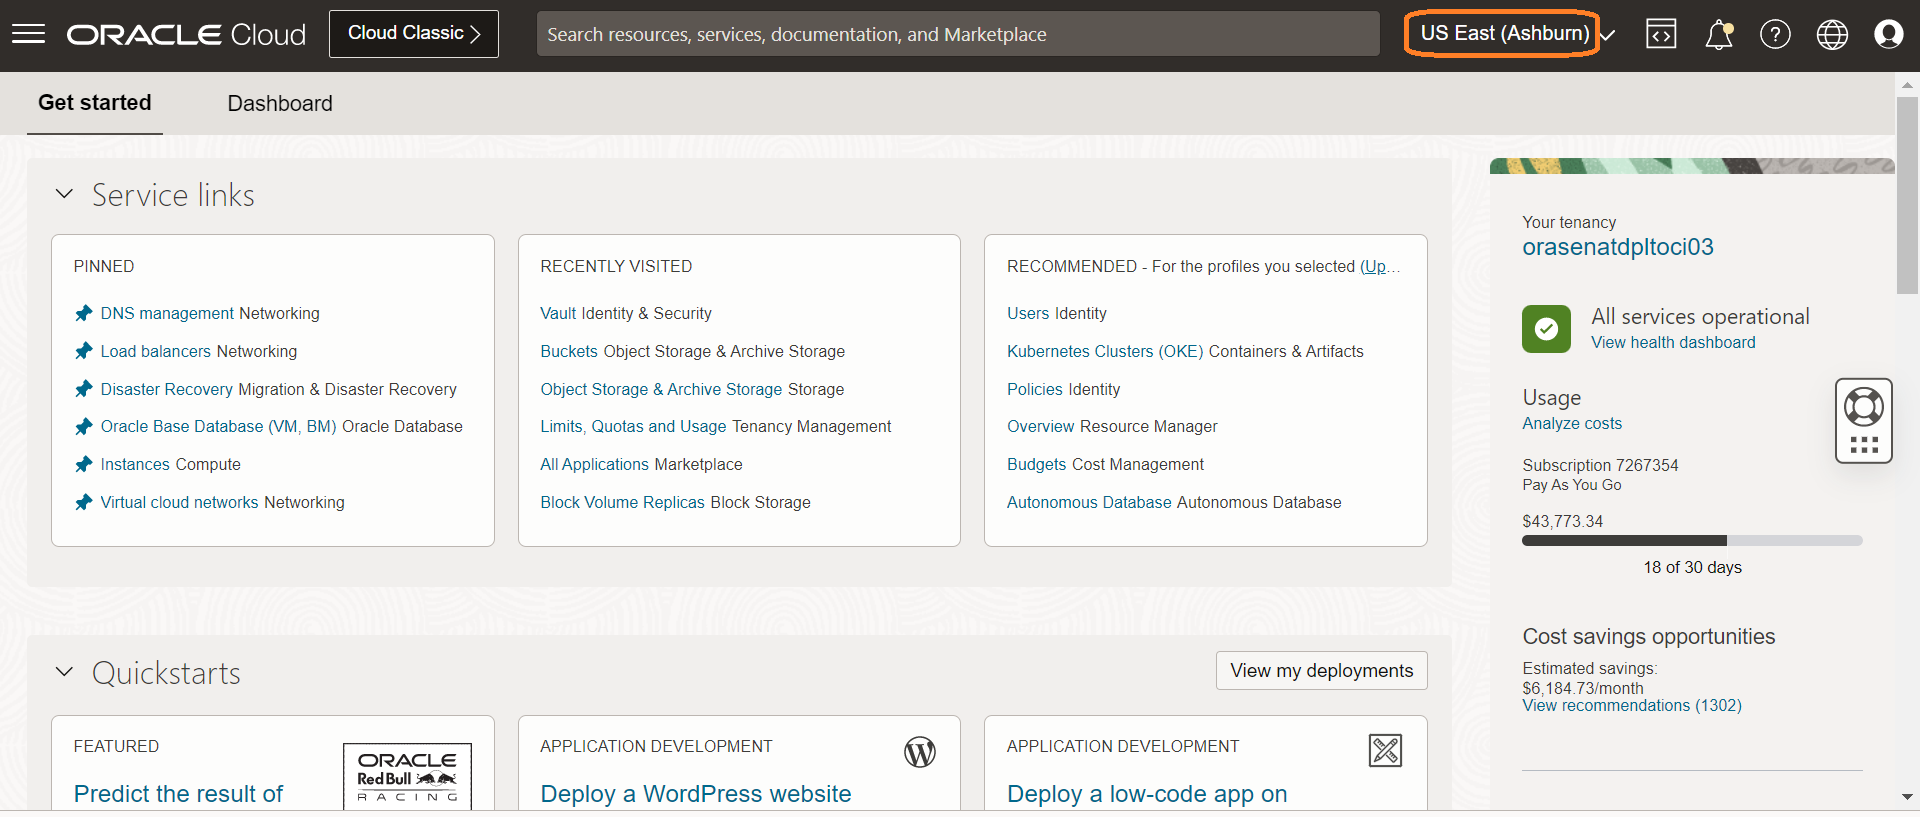 ORACLE Cloud
Cloud Classic
Search resources, services, documentation, and Marketplace
US East (Ashburn)
Get started
Dashboard
Service links
PINNED
DNS management Networking
Load balancers Networking
Disaster Recovery Migration & Disaster Recovery
Oracle Base Database (VM, BM) Oracle Database
Instances Compute
Virtual cloud networks Networking
RECENTLY VISITED
Vault Identity & Security
Buckets Object Storage & Archive Storage
Object Storage & Archive Storage Storage
Limits, Quotas and Usage Tenancy Management
All Applications Marketplace
Block Volume Replicas Block Storage
RECOMMENDED - For the profiles you selected (Up...
Users Identity
Kubernetes Clusters (OKE) Containers & Artifacts
Policies Identity
Overview Resource Manager
Budgets Cost Management
Autonomous Database Autonomous Database
Your tenancy
orasenatdpltoci03
All services operational
View health dashboard
Usage
Analyze costs
Subscription 7267354
Pay As You Go
$43,773.34
18 of 30 days
Cost savings opportunities
Estimated savings:
$6,184.73/month
View recommendations (1302)
Quickstarts
View my deployments
FEATURED
Predict the result of
ORACLE
Red Bull
RACING
APPLICATION DEVELOPMENT
Deploy a WordPress website
APPLICATION DEVELOPMENT
Deploy a low-code app on